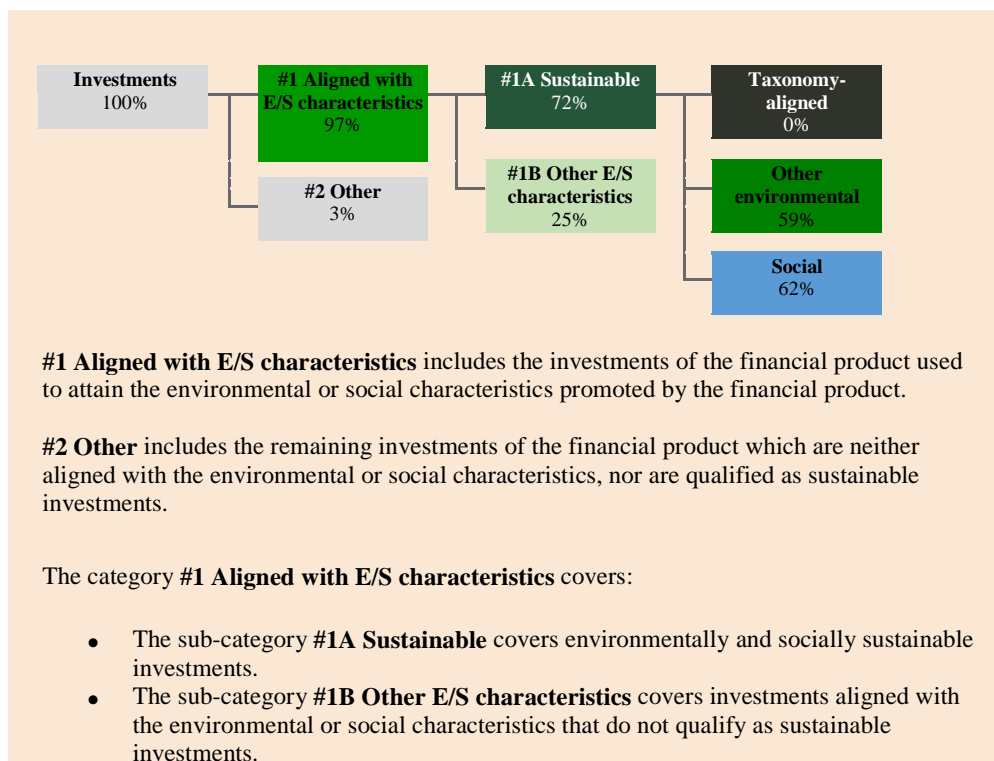 Investments
100%
#1 Aligned with
E/S characteristics
97%
#2 Other
3%
#1A Sustainable
72%
#1B Other E/S
characteristics
25%
Taxonomy-
aligned
0%
Other
environmental
59%
Social
62%
#1 Aligned with E/S characteristics includes the investments of the financial product used
to attain the environmental or social characteristics promoted by the financial product.
#2 Other includes the remaining investments of the financial product which are neither
aligned with the environmental or social characteristics, nor are qualified as sustainable
investments.
The category #1 Aligned with E/S characteristics covers:
● The sub-category #1A Sustainable covers environmentally and socially sustainable
investments.
● The sub-category #1B Other E/S characteristics covers investments aligned with
the environmental or social characteristics that do not qualify as sustainable
investments.